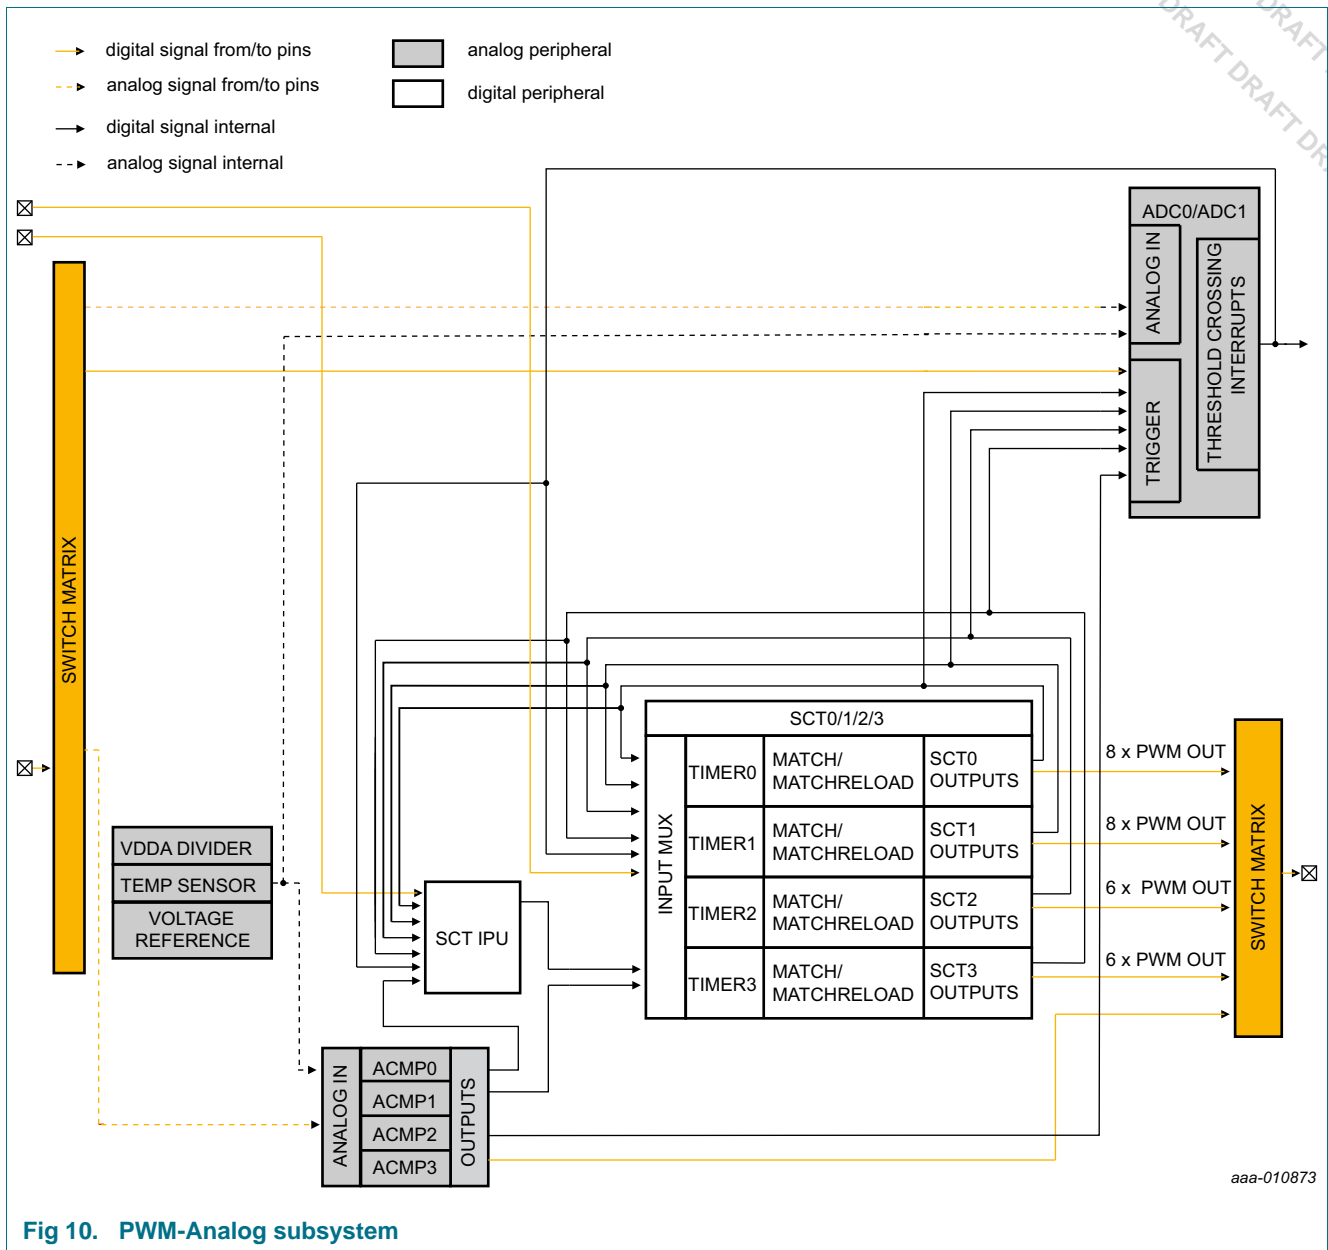 DRAFT DRAFT DR
DRAFT
digital signal from/to pins
analog signal from/to pins
digital signal internal
analog signal internal
analog peripheral
digital peripheral
ADC0/ADC1
ANALOG IN
TRIGGER
THRESHOLD CROSSING
INTERRUPTS
SWITCH MATRIX
SCT0/1/2/3
INPUT MUX
TIMER0
MATCH/
MATCHRELOAD
SCT0
OUTPUTS
TIMER1
MATCH/
MATCHRELOAD
SCT1
OUTPUTS
TIMER2
MATCH/
MATCHRELOAD
SCT2
OUTPUTS
TIMER3
MATCH/
MATCHRELOAD
SCT3
OUTPUTS
8 x PWM OUT
8 x PWM OUT
6 x PWM OUT
6 x PWM OUT
SWITCH MATRIX
VDDA DIVIDER
TEMP SENSOR
VOLTAGE
REFERENCE
SCT IPU
ANALOG IN
ACMP0
ACMP1
ACMP2
ACMP3
OUTPUTS
aaa-010873
Fig 10. PWM-Analog subsystem